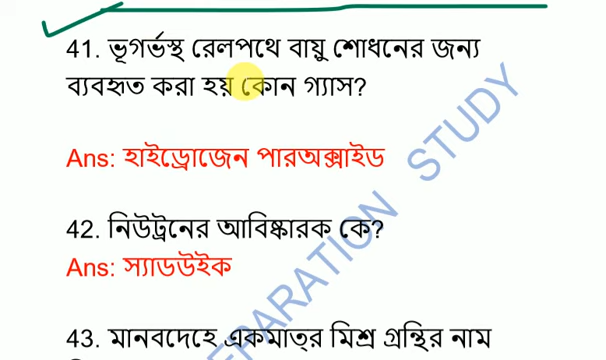 41. ভূগর্ভস্থ রেলপথে বায়ু শোধনের জন্য
ব্যবহৃত করা হয় কোন গ্যাস?
Ans: হাইড্রোজেন পারঅক্সাইড
42. নিউট্রনের আবিষ্কারক কে?
Ans: স্যাডউইক
43. মানবদেহে একমাত্র মিশ্র গ্রন্থির নাম
PREPARATION STUDY